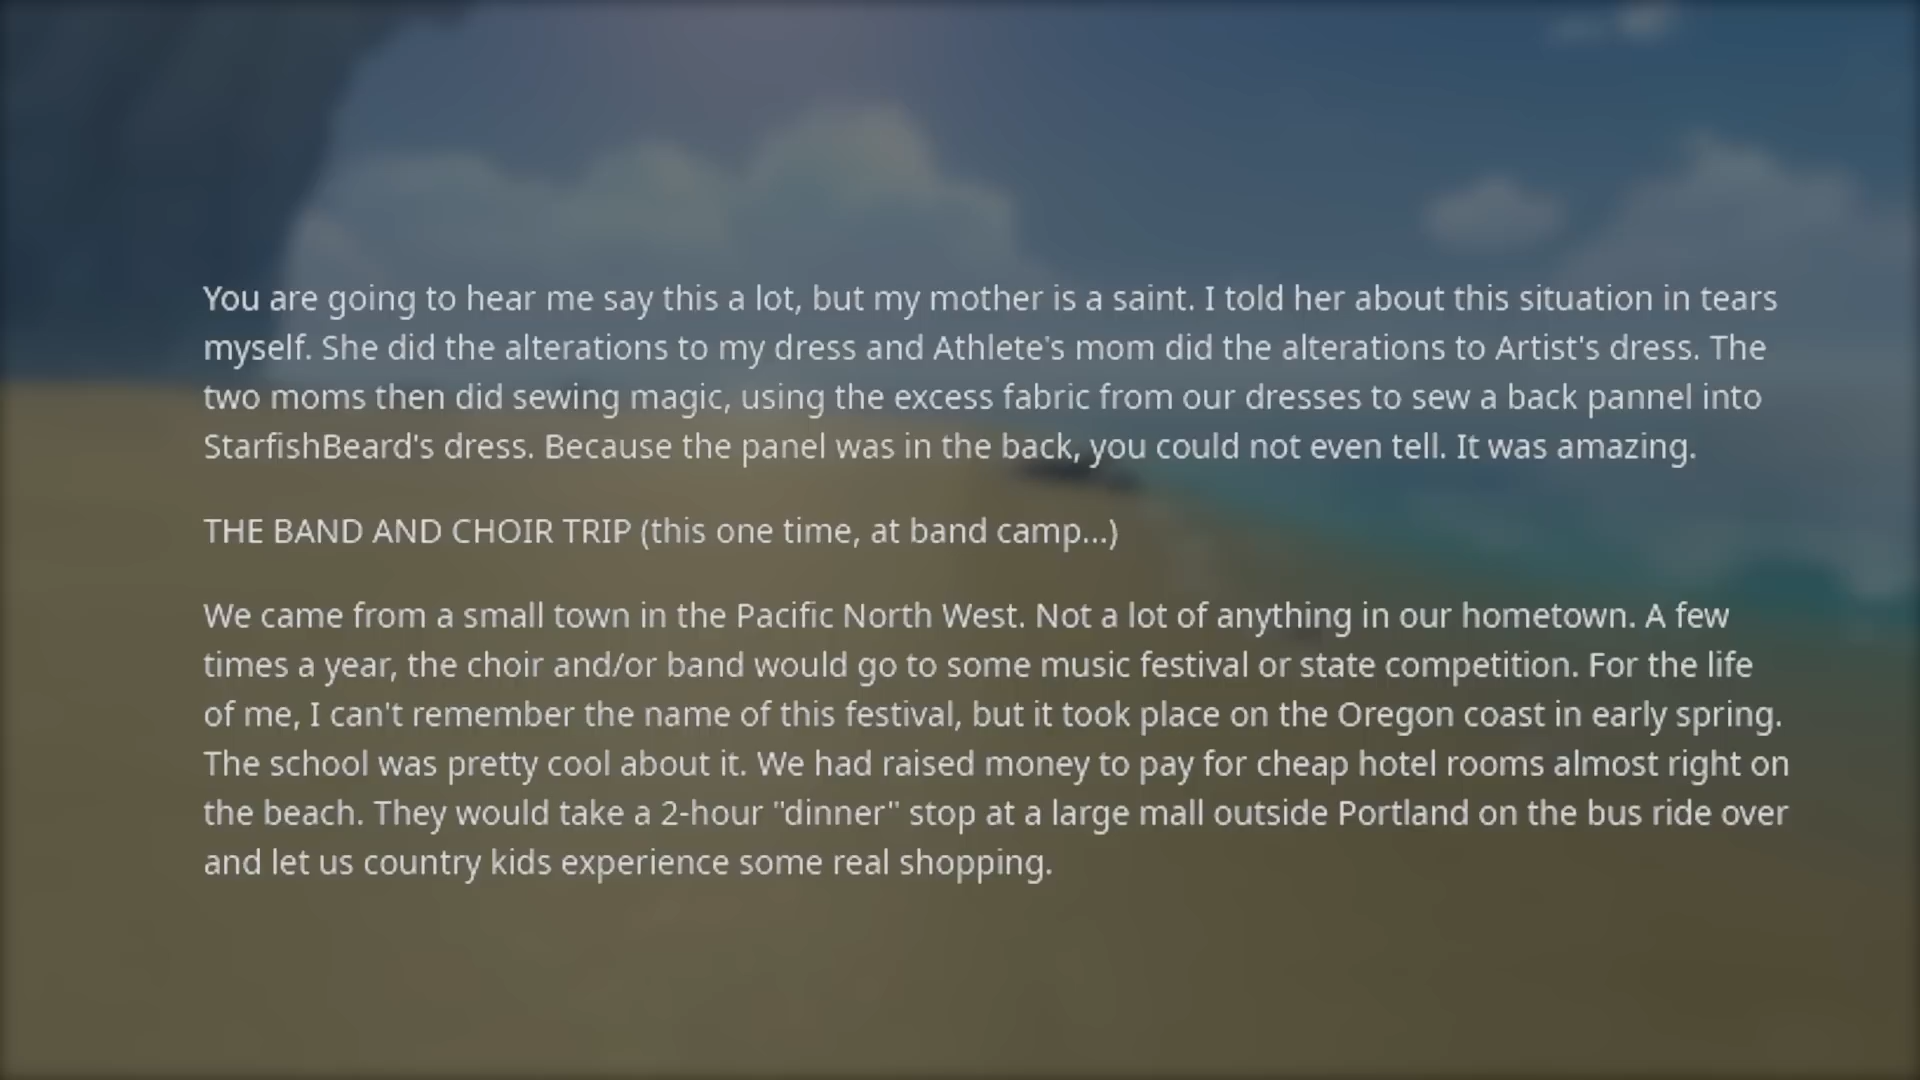 You are going to hear me say this a lot, but my mother is a saint. I told her about this situation in tears
myself. She did the alterations to my dress and Athlete's mom did the alterations to Artist's dress. The
two moms then did sewing magic, using the excess fabric from our dresses to sew a back pannel into
StarfishBeard's dress. Because the panel was in the back, you could not even tell. It was amazing.
THE BAND AND CHOIR TRIP (this one time, at band camp...)
We came from a small town in the Pacific North West. Not a lot of anything in our hometown. A few
times a year, the choir and/or band would go to some music festival or state competition. For the life
of me, I can't remember the name of this festival, but it took place on the Oregon coast in early spring.
The school was pretty cool about it. We had raised money to pay for cheap hotel rooms almost right on
the beach. They would take a 2-hour "dinner" stop at a large mall outside Portland on the bus ride over
and let us country kids experience some real shopping.